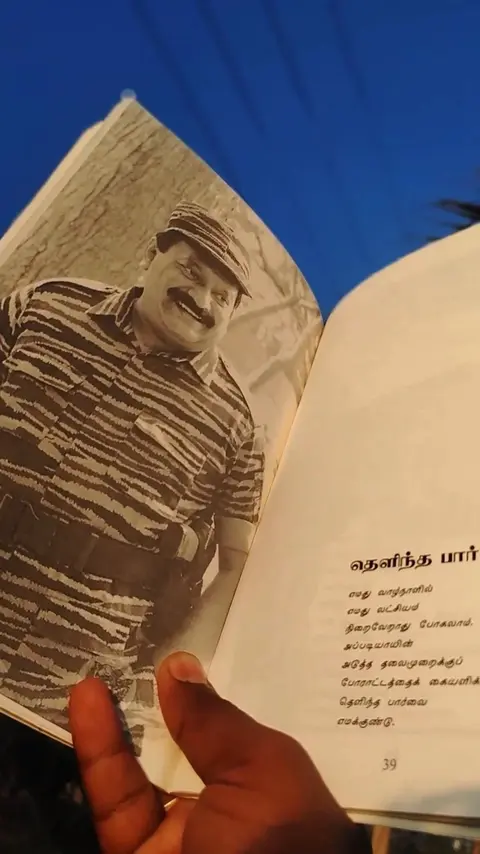 தெளிந்த பார்
எமது வாழ்நாளில்
எமது லட்சியம்
நிறைவேறாது போகலாம்.
அப்படியாயின்
அடுத்த தலைமுறைக்குப்
போராட்டத்தைக் கையளிக்
தெளிந்த பார்வை
எமக்குண்டு.
39